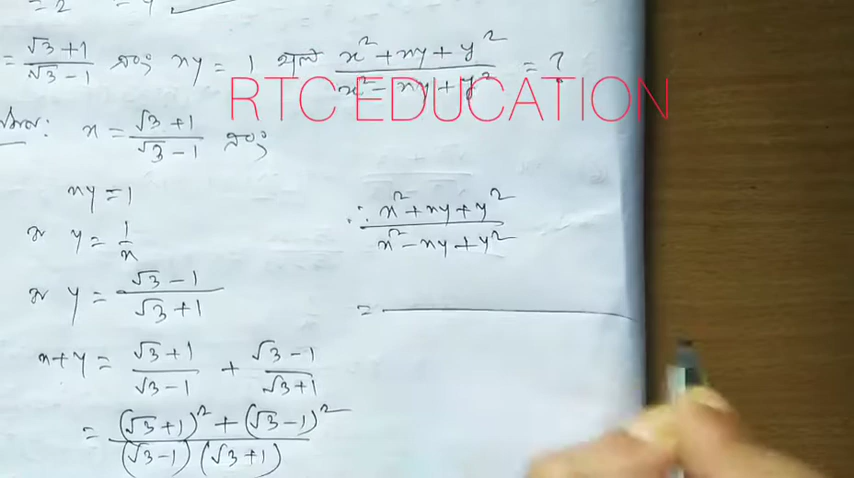 = 2 = 4
= (√3+1)/(√3−1) এবং xy = 1 হলে (x²+xy+y²)/(x²−xy+y²) = ?
RTC EDUCATION
x = (√3+1)/(√3−1) এবং
xy = 1
বা y = 1/x
বা y = (√3−1)/(√3+1)
x+y = (√3+1)/(√3−1) + (√3−1)/(√3+1)
= ((√3+1)²+(√3−1)²)/((√3−1)(√3+1))
∴ (x²+xy+y²)/(x²−xy+y²)
=